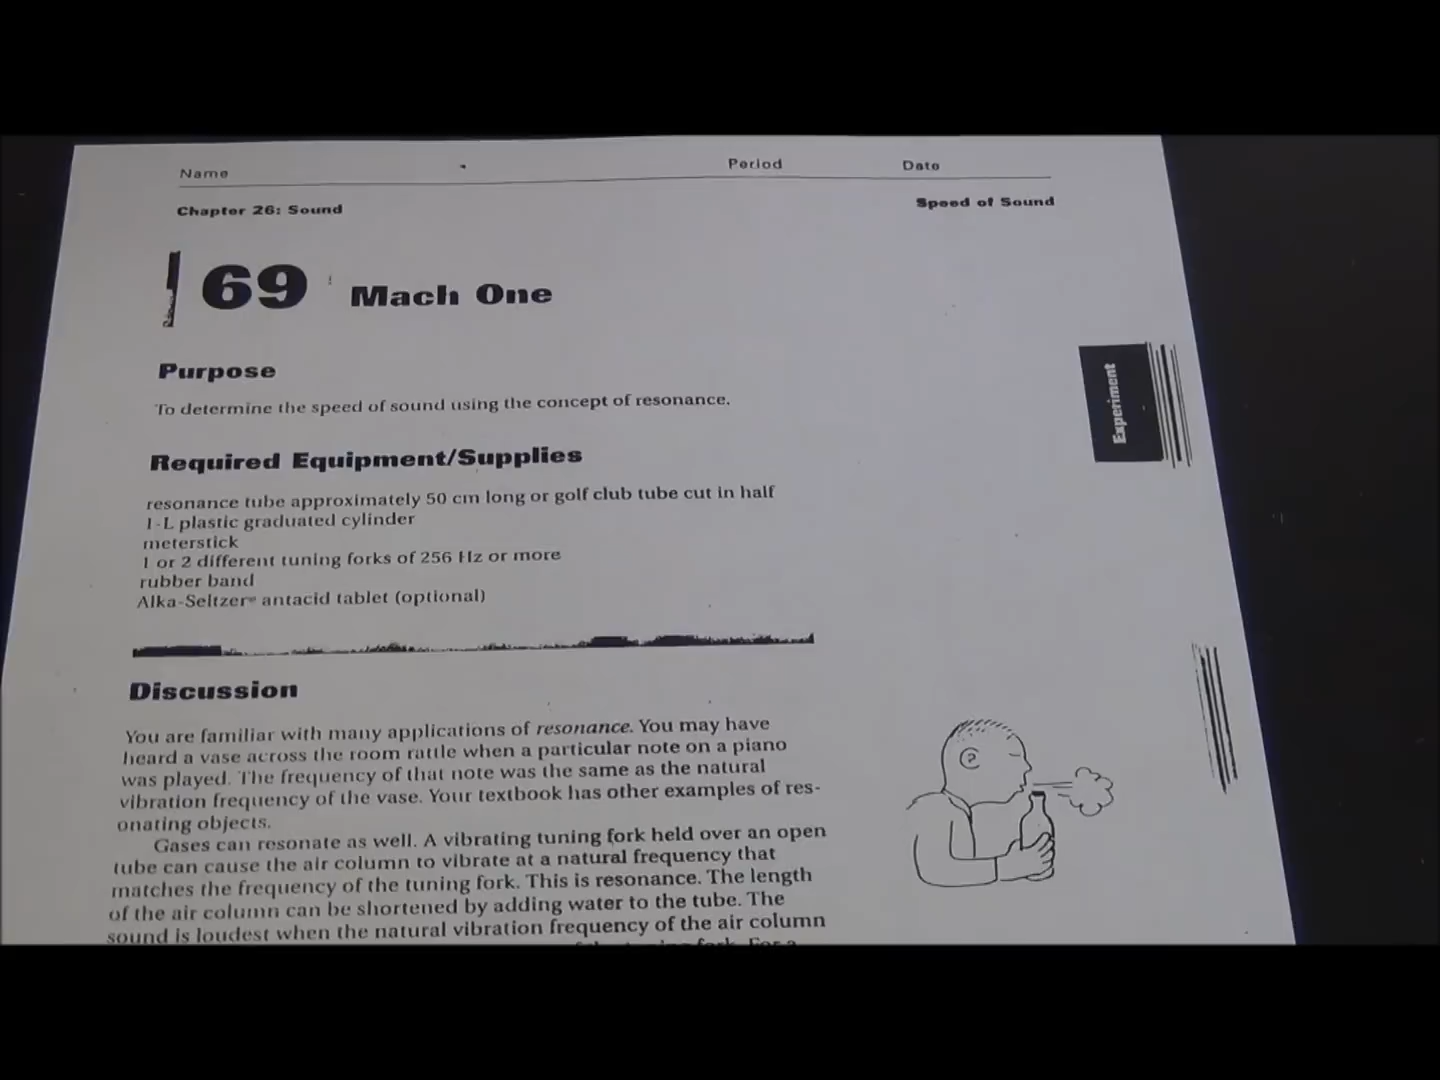 Name Period Date
Chapter 26: Sound Speed of Sound
69 Mach One
Experiment
Purpose
To determine the speed of sound using the concept of resonance.
Required Equipment/Supplies
resonance tube approximately 50 cm long or golf club tube cut in half
1-L plastic graduated cylinder
meterstick
1 or 2 different tuning forks of 256 Hz or more
rubber band
Alka-Seltzer® antacid tablet (optional)
Discussion
You are familiar with many applications of resonance. You may have
heard a vase across the room rattle when a particular note on a piano
was played. The frequency of that note was the same as the natural
vibration frequency of the vase. Your textbook has other examples of res-
onating objects.
Gases can resonate as well. A vibrating tuning fork held over an open
tube can cause the air column to vibrate at a natural frequency that
matches the frequency of the tuning fork. This is resonance. The length
of the air column can be shortened by adding water to the tube. The
sound is loudest when the natural vibration frequency of the air column
tuning fork. For a